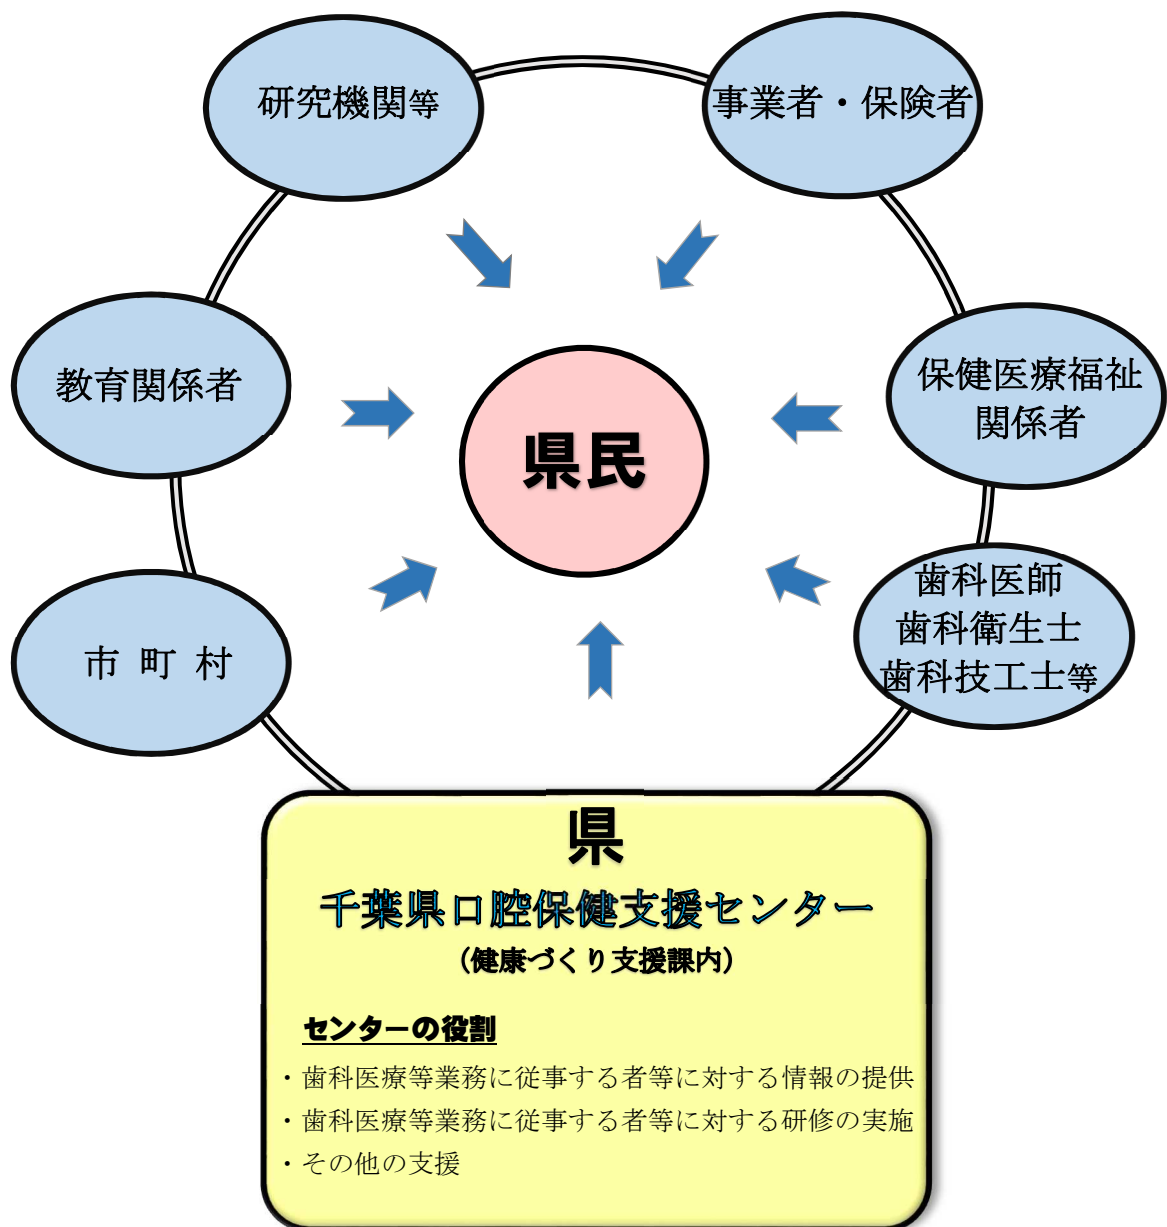 研究機関等
事業者・保険者
教育関係者
保健医療福祉
関係者
県民
歯科医師
歯科衛生士
歯科技工士等
市 町 村
県
千葉県口腔保健支援センター
（健康づくり支援課内）
センターの役割
・歯科医療等業務に従事する者等に対する情報の提供
・歯科医療等業務に従事する者等に対する研修の実施
・その他の支援